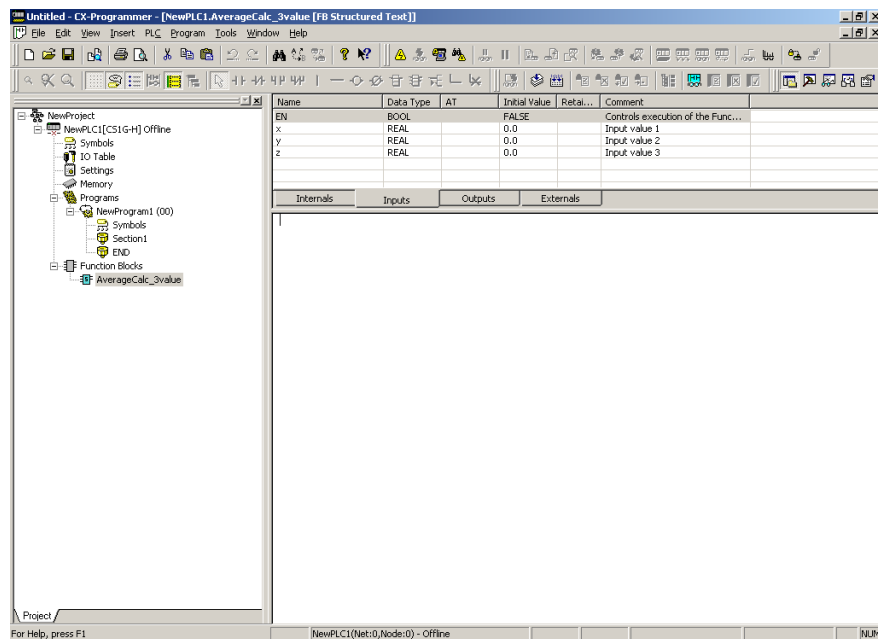 Untitled - CX-Programmer - [NewPLC1.AverageCalc_3value [FB Structured Text]]
File Edit View Insert PLC Program Tools Window Help
Name Data Type AT Initial Value Retai... Comment
EN BOOL FALSE Controls execution of the Func...
x REAL 0.0 Input value 1
y REAL 0.0 Input value 2
z REAL 0.0 Input value 3
Internals Inputs Outputs Externals
NewProject
NewPLC1[CS1G-H] Offline
Symbols
IO Table
Settings
Memory
Programs
NewProgram1 (00)
Symbols
Section1
END
Function Blocks
AverageCalc_3value
Project
For Help, press F1 NewPLC1(Net:0,Node:0) - Offline NUM